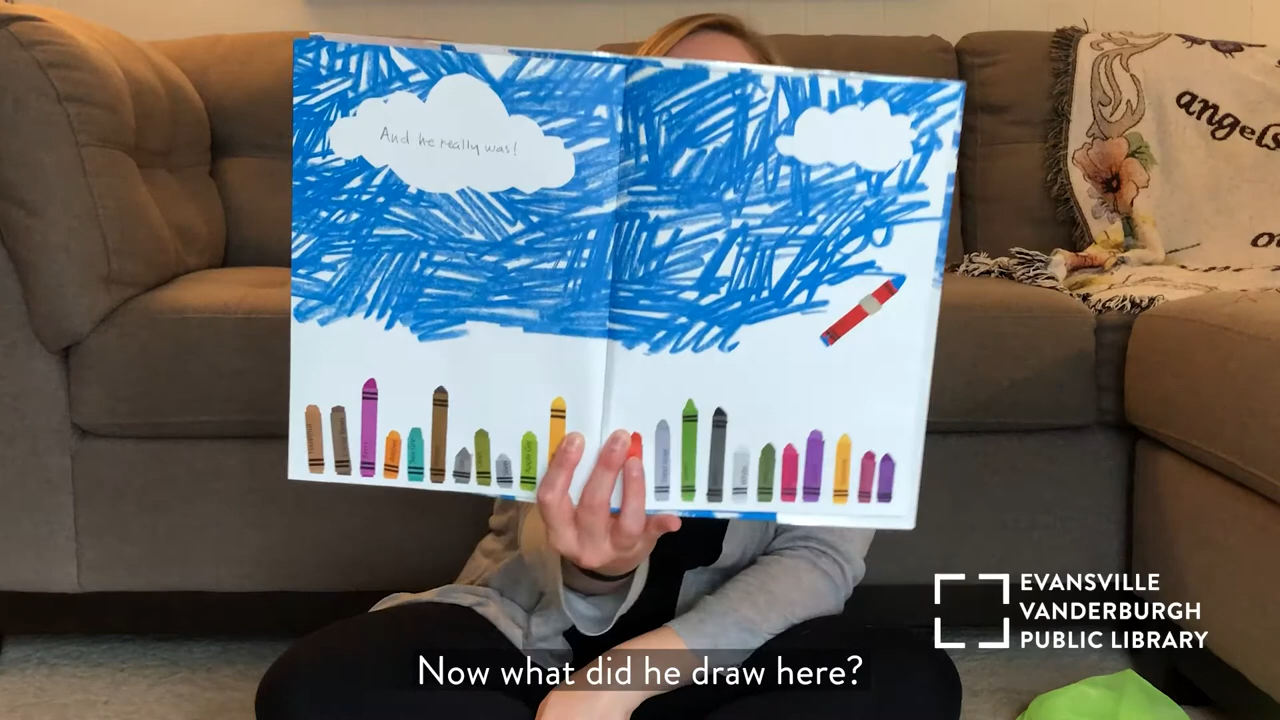 And he really was!
angels
EVANSVILLE
VANDERBURGH
PUBLIC LIBRARY
Now what did he draw here?